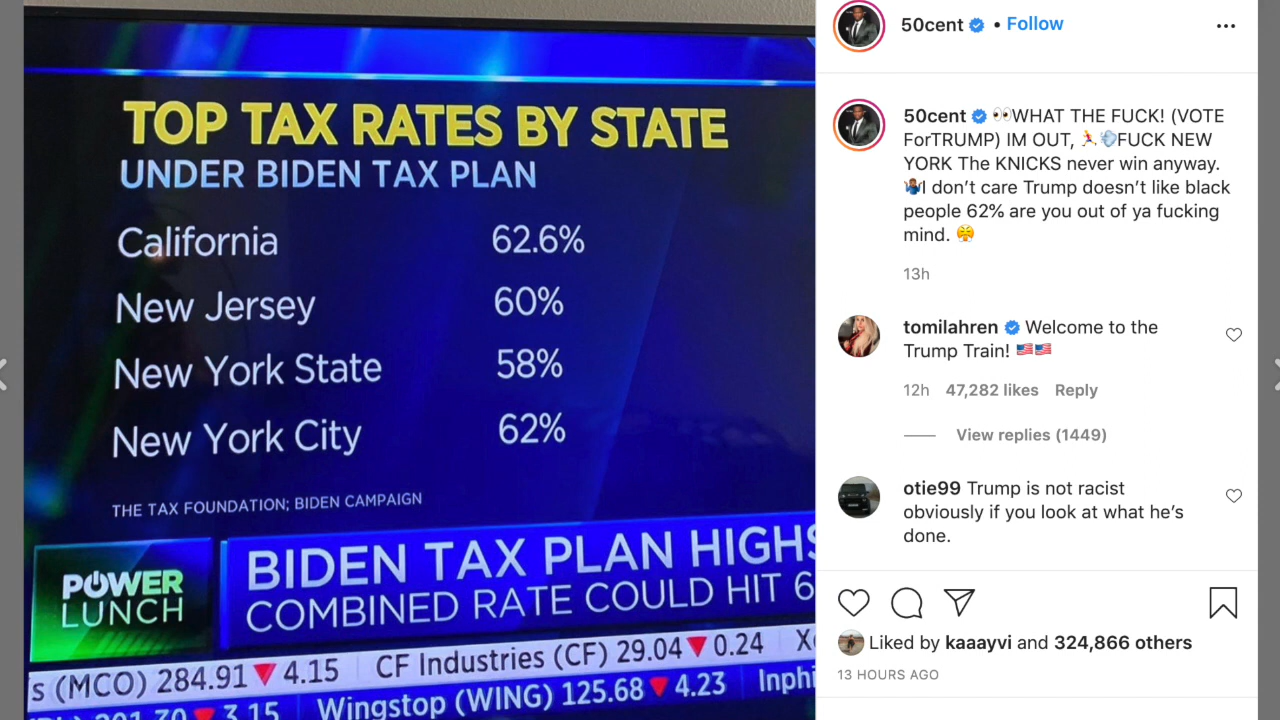 TOP TAX RATES BY STATE
UNDER BIDEN TAX PLAN
California 62.6%
New Jersey 60%
New York State 58%
New York City 62%
THE TAX FOUNDATION; BIDEN CAMPAIGN
POWER
LUNCH
BIDEN TAX PLAN HIGHS
COMBINED RATE COULD HIT 6
s (MCO) 284.91▼4.15 CF Industries (CF) 29.04▼0.24 X
201.70▼3.15 Wingstop (WING) 125.68▼4.23 Inphi
50cent • Follow
50cent 👀WHAT THE FUCK! (VOTE
ForTRUMP) IM OUT, 🏃💨FUCK NEW
YORK The KNICKS never win anyway.
🤷🏾‍♂️I don’t care Trump doesn’t like black
people 62% are you out of ya fucking
mind. 😤
13h
tomilahren Welcome to the
Trump Train! 🇺🇸🇺🇸
12h 47,282 likes Reply
View replies (1449)
otie99 Trump is not racist
obviously if you look at what he’s
done.
Liked by kaaayvi and 324,866 others
13 HOURS AGO